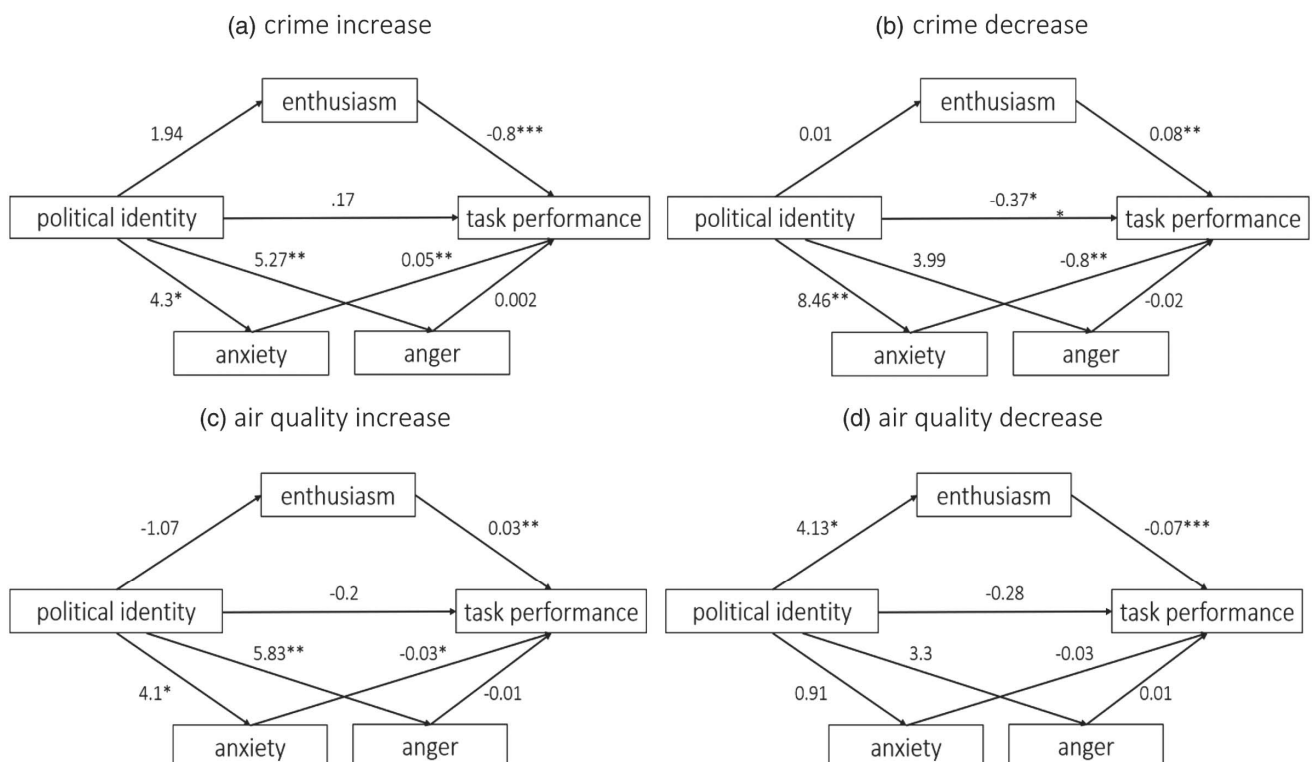 (a) crime increase
enthusiasm
1.94
-0.8***
political identity
.17
task performance
5.27**
0.05**
4.3*
0.002
anxiety
anger
(b) crime decrease
enthusiasm
0.01
0.08**
political identity
-0.37*
*
task performance
3.99
-0.8**
8.46**
-0.02
anxiety
anger
(c) air quality increase
enthusiasm
-1.07
0.03**
political identity
-0.2
task performance
5.83**
-0.03*
4.1*
-0.01
anxiety
anger
(d) air quality decrease
enthusiasm
4.13*
-0.07***
political identity
-0.28
task performance
3.3
-0.03
0.91
0.01
anxiety
anger